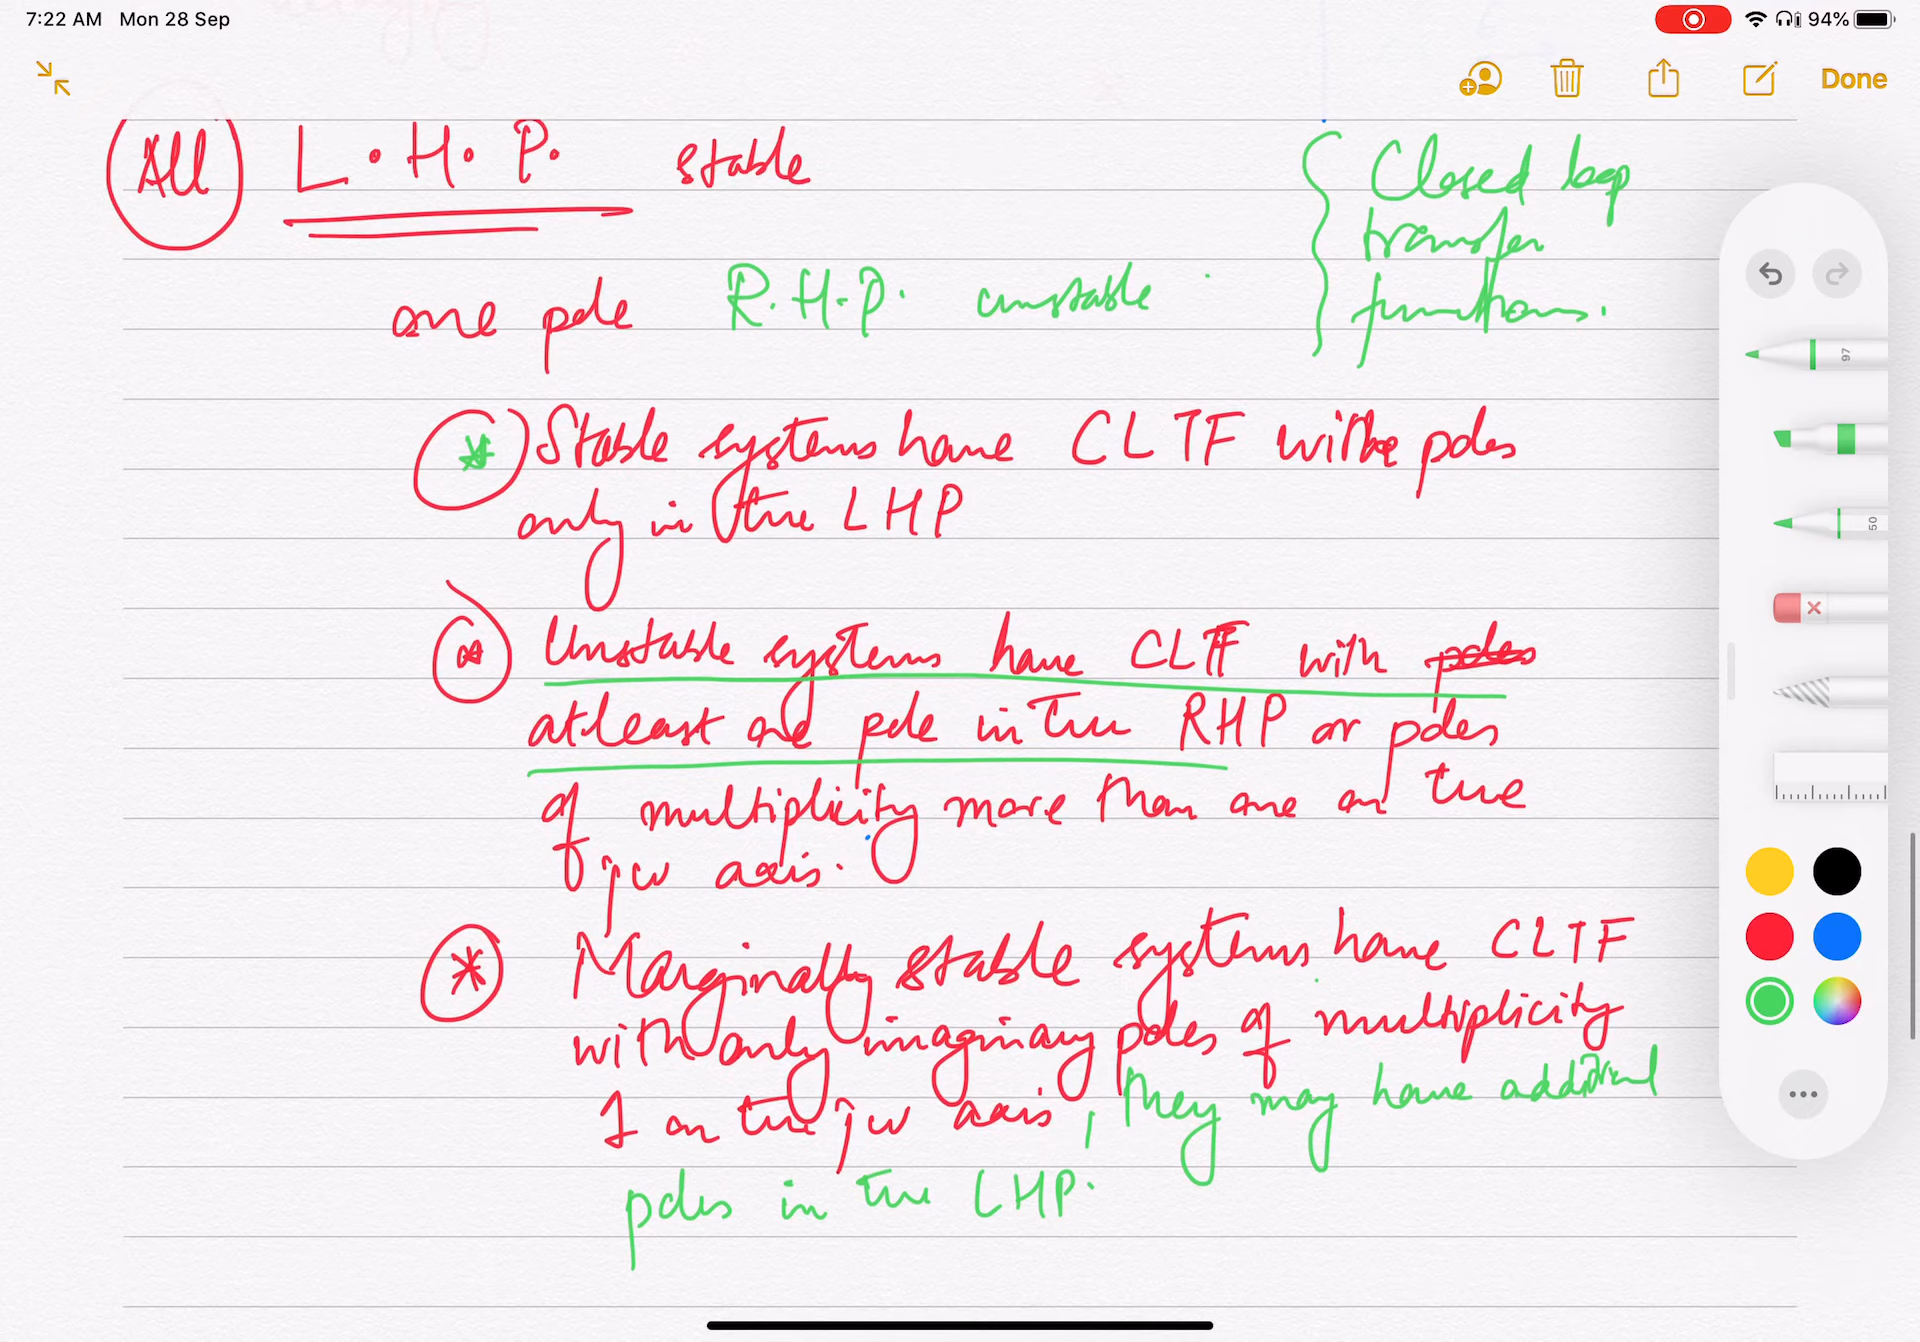 7:22 AM Mon 28 Sep
94%
Done
All L.H.P. stable
one pole R.H.P. unstable
Closed loop
transfer
functions.
Stable systems have CLTF with poles
only in the LHP
Unstable systems have CLTF with poles
atleast one pole in the RHP or poles
of multiplicity more than one on the
jw axis.
Marginally stable systems have CLTF
with only imaginary poles of multiplicity
1 on the jw axis, they may have additional
poles in the LHP.
97
50